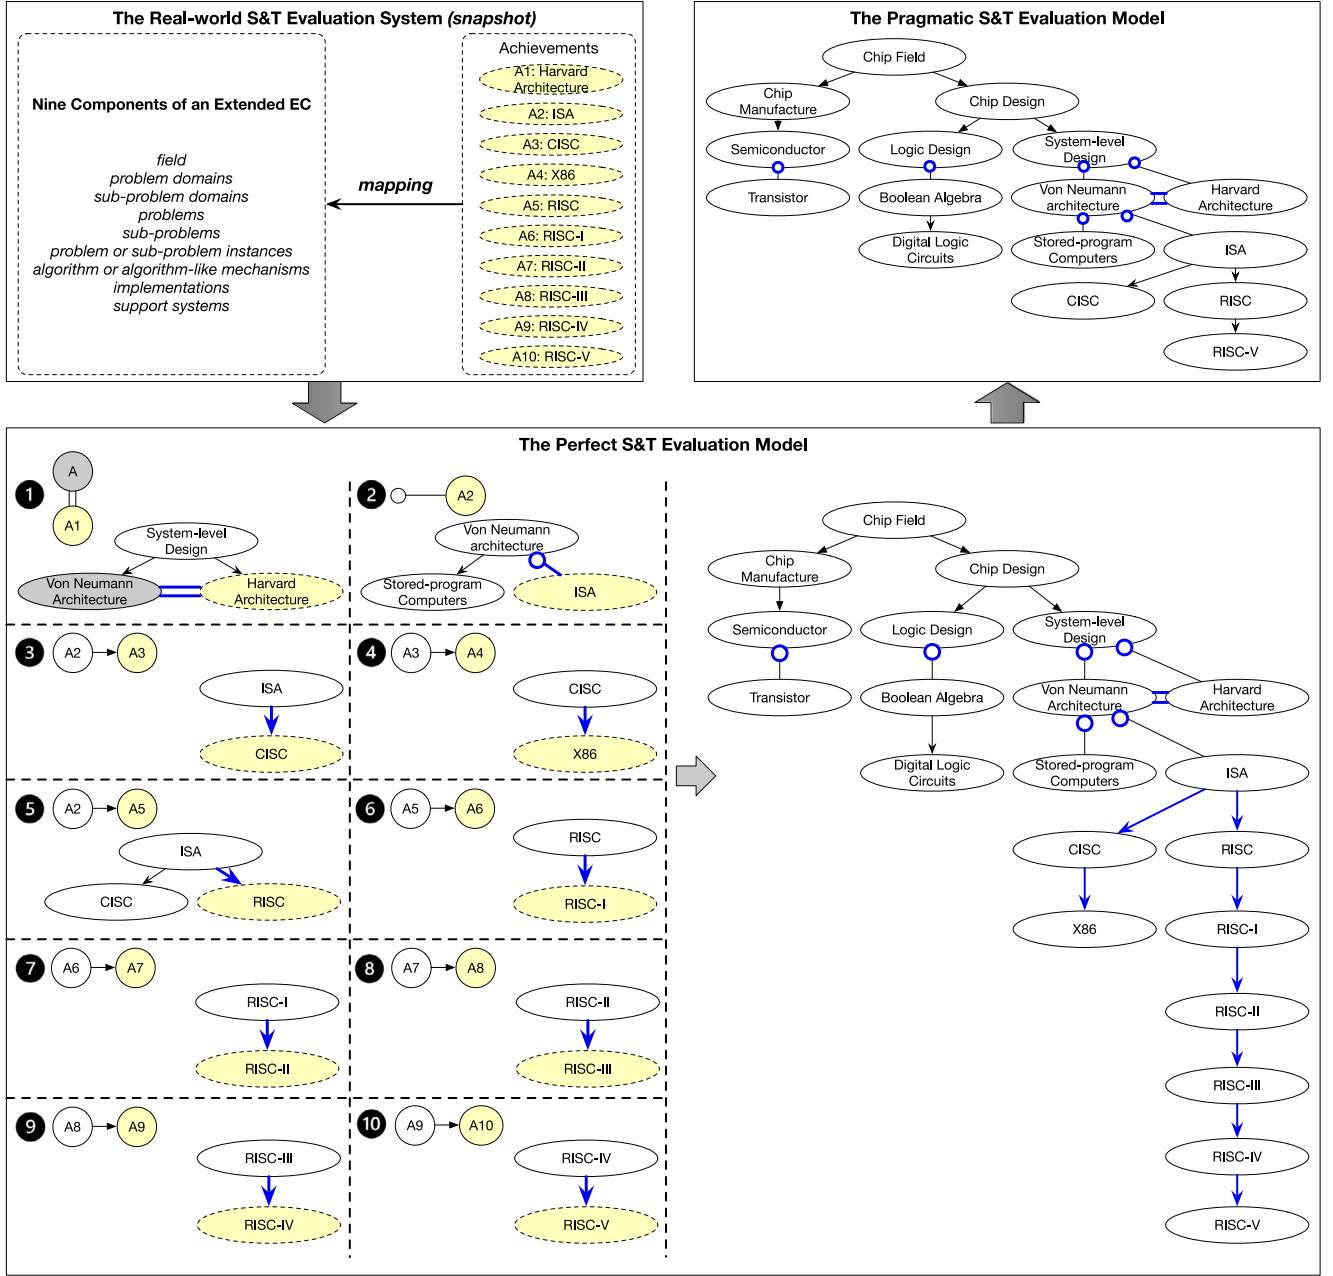 The Real-world S&T Evaluation System (snapshot)
Nine Components of an Extended EC
field
problem domains
sub-problem domains
problems
sub-problems
problem or sub-problem instances
algorithm or algorithm-like mechanisms
implementations
support systems
mapping
Achievements
A1: Harvard
Architecture
A2: ISA
A3: CISC
A4: X86
A5: RISC
A6: RISC-I
A7: RISC-II
A8: RISC-III
A9: RISC-IV
A10: RISC-V
The Pragmatic S&T Evaluation Model
Chip Field
Chip
Manufacture
Chip Design
Semiconductor
Logic Design
System-level
Design
Transistor
Boolean Algebra
Von Neumann
architecture
Harvard
Architecture
Digital Logic
Circuits
Stored-program
Computers
ISA
CISC
RISC
RISC-V
The Perfect S&T Evaluation Model
1
A
A1
System-level
Design
Von Neumann
Architecture
Harvard
Architecture
2
A2
Von Neumann
architecture
Stored-program
Computers
ISA
3
A2
A3
ISA
CISC
4
A3
A4
CISC
X86
5
A2
A5
ISA
CISC
RISC
6
A5
A6
RISC
RISC-I
7
A6
A7
RISC-I
RISC-II
8
A7
A8
RISC-II
RISC-III
9
A8
A9
RISC-III
RISC-IV
10
A9
A10
RISC-IV
RISC-V
Chip Field
Chip
Manufacture
Chip Design
Semiconductor
Logic Design
System-level
Design
Transistor
Boolean Algebra
Von Neumann
Architecture
Harvard
Architecture
Digital Logic
Circuits
Stored-program
Computers
ISA
CISC
RISC
X86
RISC-I
RISC-II
RISC-III
RISC-IV
RISC-V